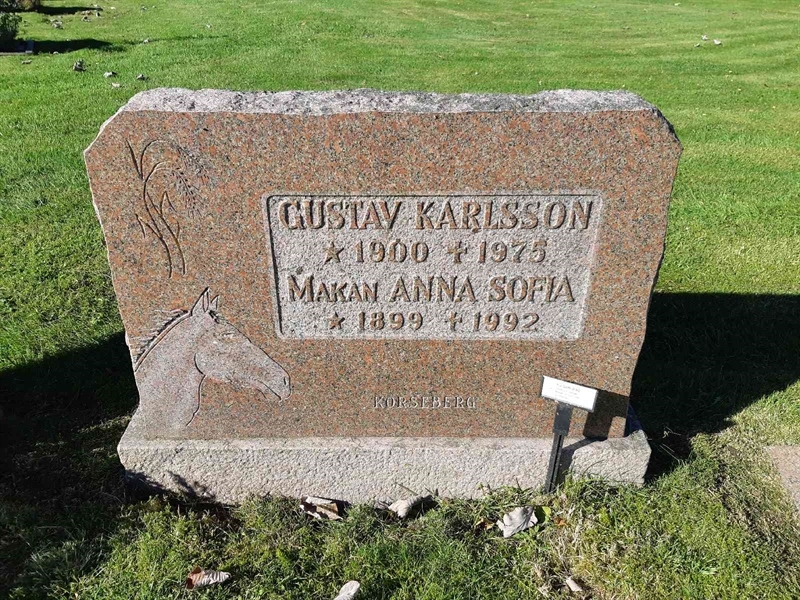 GUSTAV KARLSSON
★ 1900 ✝ 1975
MAKAN ANNA SOFIA
★ 1899 ✝ 1992
KORSEBERG